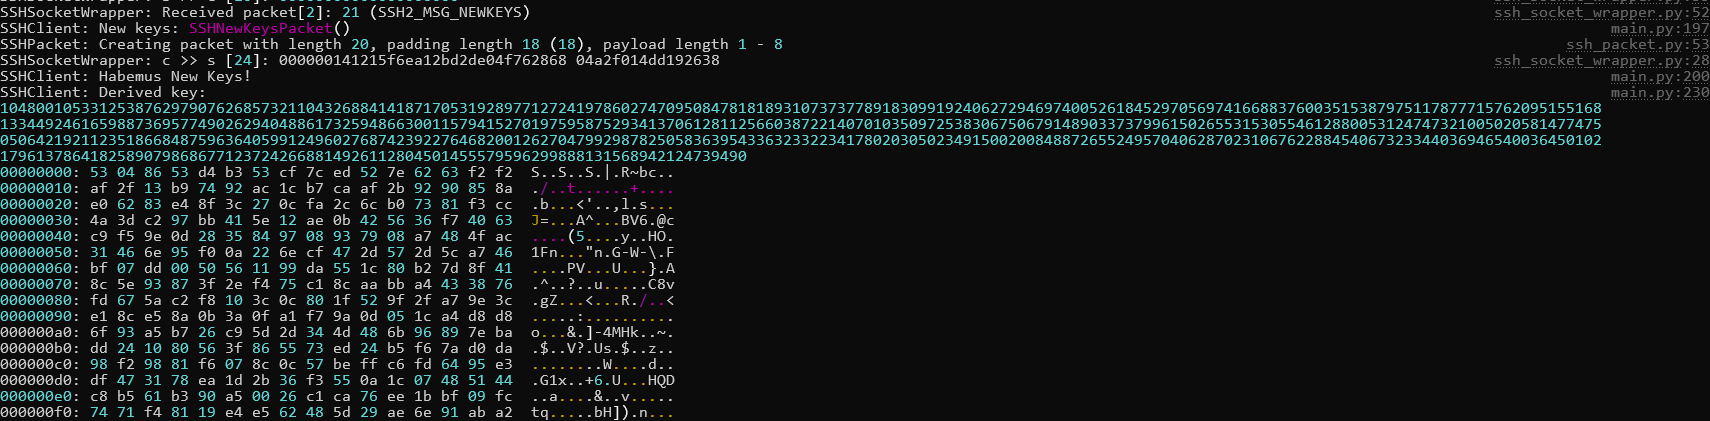 SSHSocketWrapper: Received packet[2]: 21 (SSH2_MSG_NEWKEYS) ssh_socket_wrapper.py:52
SSHClient: New keys: SSHNewKeysPacket() main.py:197
SSHPacket: Creating packet with length 20, padding length 18 (18), payload length 1 - 8 ssh_packet.py:53
SSHSocketWrapper: c >> s [24]: 000000141215f6ea12bd2de04f762868 04a2f014dd192638 ssh_socket_wrapper.py:28
SSHClient: Habemus New Keys! main.py:200
SSHClient: Derived key: main.py:230
10480010533125387629790762685732110432688414187170531928977127241978602747095084781818931073737789183099192406272946974005261845297056974166883760035153879751178777157620951551​68
13344924616598873695774902629404886173259486630011579415270197595875293413706128112566038722140701035097253830675067914890337379961502655315305546128800531247473210050205814774​75
05064219211235186684875963640599124960276874239227646820012627047992987825058363954336323322341780203050234915002008488726552495704062870231067622884540673233440369465400364501​02
1796137864182589079868677123724266881492611280450145557959629988813156894212473949​0
00000000: 53 04 86 53 d4 b3 53 cf 7c ed 52 7e 62 63 f2 f2 S..S..S.|.R~bc..
00000010: af 2f 13 b9 74 92 ac 1c b7 ca af 2b 92 90 85 8a ./..t......+....
00000020: e0 62 83 e4 8f 3c 27 0c fa 2c 6c b0 73 81 f3 cc .b...<'..,l.s...
00000030: 4a 3d c2 97 bb 41 5e 12 ae 0b 42 56 36 f7 40 63 J=...A^...BV6.@c
00000040: c9 f5 9e 0d 28 35 84 97 08 93 79 08 a7 48 4f ac ....(5....y..HO.
00000050: 31 46 6e 95 f0 0a 22 6e cf 47 2d 57 2d 5c a7 46 1Fn..."n.G-W-\.F
00000060: bf 07 dd 00 50 56 11 99 da 55 1c 80 b2 7d 8f 41 ....PV...U...}.A
00000070: 8c 5e 93 87 3f 2e f4 75 c1 8c aa bb a4 43 38 76 .^..?..u.....C8v
00000080: fd 67 5a c2 f8 10 3c 0c 80 1f 52 9f 2f a7 9e 3c .gZ...<...R./..<
00000090: e1 8c e5 8a 0b 3a 0f a1 f7 9a 0d 05 1c a4 d8 d8 .....:..........
000000a0: 6f 93 a5 b7 26 c9 5d 2d 34 4d 48 6b 96 89 7e ba o...&.]-4MHk..~.
000000b0: dd 24 10 80 56 3f 86 55 73 ed 24 b5 f6 7a d0 da .$..V?.Us.$..z..
000000c0: 98 f2 98 81 f6 07 8c 0c 57 be ff c6 fd 64 95 e3 ........W....d..
000000d0: df 47 31 78 ea 1d 2b 36 f3 55 0a 1c 07 48 51 44 .G1x..+6.U...HQD
000000e0: c8 b5 61 b3 90 a5 00 26 c1 ca 76 ee 1b bf 09 fc ..a....&..v.....
000000f0: 74 71 f4 81 19 e4 e5 62 48 5d 29 ae 6e 91 ab a2 tq.....bH]).n...